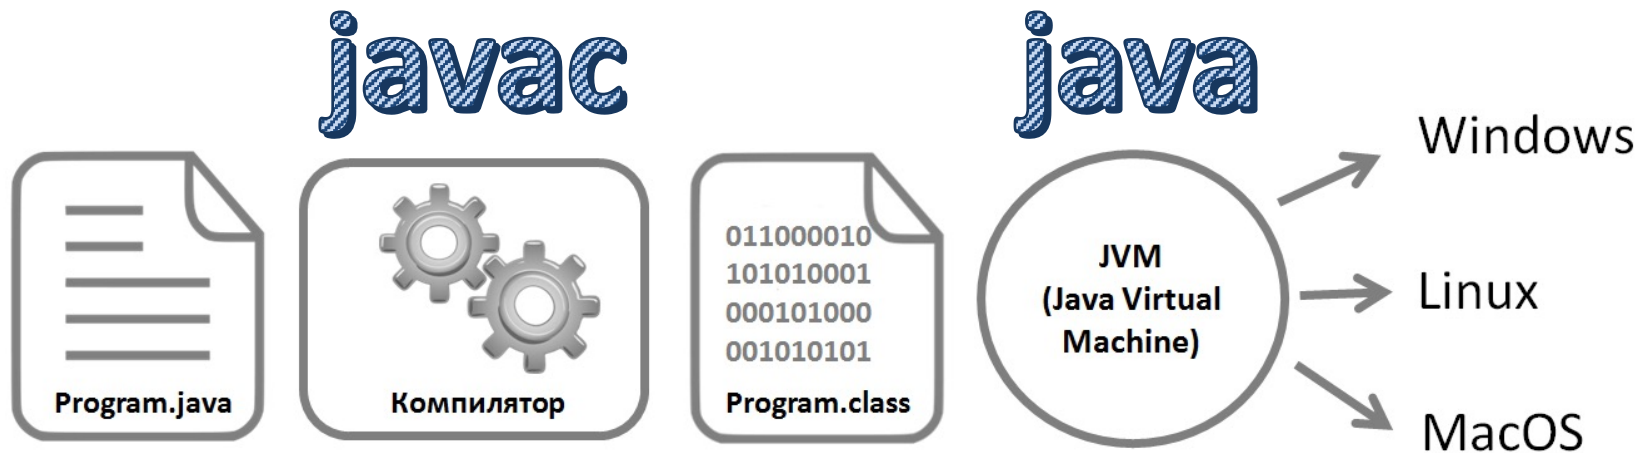 javac
java
Program.java
Компилятор
011000010
101010001
000101000
001010101
Program.class
JVM
(Java Virtual
Machine)
Windows
Linux
MacOS